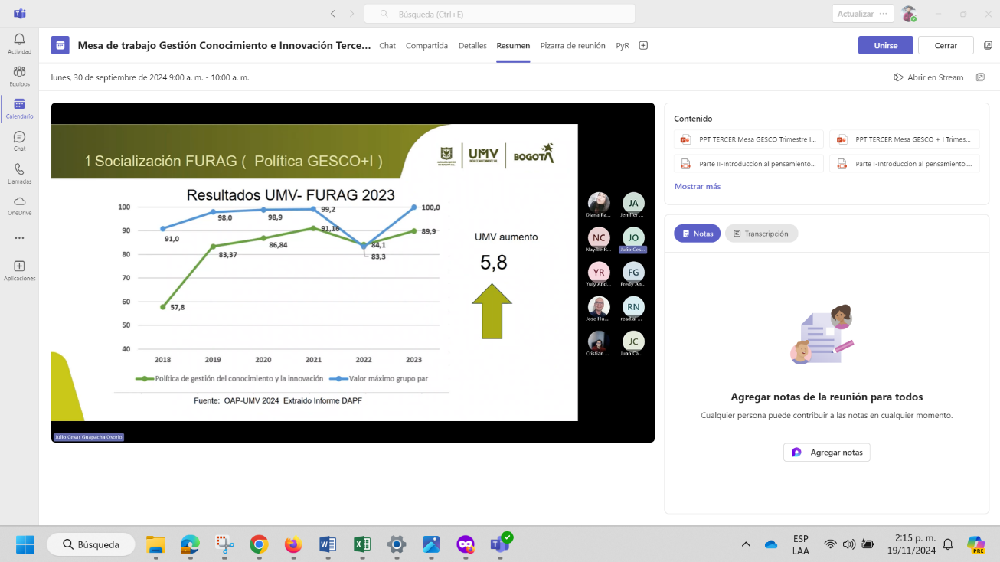 Búsqueda (Ctrl+E)
Actualizar ···
Actividad
Equipos
Calendario
Chat
Llamadas
OneDrive
Aplicaciones
Mesa de trabajo Gestión Conocimiento e Innovación Terce...
Chat
Compartida
Detalles
Resumen
Pizarra de reunión
PyR
Unirse
Cerrar
lunes, 30 de septiembre de 2024 9:00 a. m. - 10:00 a. m.
Abrir en Stream
1 Socialización FURAG ( Política GESCO+I )
UMV
BOGOTÁ
Resultados UMV- FURAG 2023
100
90
80
70
60
50
40
91,0
98,0
98,9
99,2
83,3
100,0
57,8
83,37
86,84
91,16
84,1
89,9
2018
2019
2020
2021
2022
2023
Política de gestión del conocimiento y la innovación
Valor máximo grupo par
Fuente: OAP-UMV 2024 Extraido Informe DAPF
UMV aumento
5,8
Diana Pa...
JA
Jeniffer ...
NC
Nayibe R...
JO
Julio Ces...
YR
Yuly And...
FG
Fredy An...
Jose Hu...
RN
read.ai ...
Cristian ...
JC
Juan Ca...
Julio Cesar Guapacha Osorio
Contenido
PPT TERCER Mesa GESCO Trimestre I...
PPT TERCER Mesa GESCO + I Trimes...
Parte II-Introduccion al pensamiento...
Parte I-Introduccion al pensamiento....
Mostrar más
Notas
Transcripción
Agregar notas de la reunión para todos
Cualquier persona puede contribuir a las notas en cualquier momento.
Agregar notas
Búsqueda
ESP
LAA
2:15 p. m.
19/11/2024
PRE